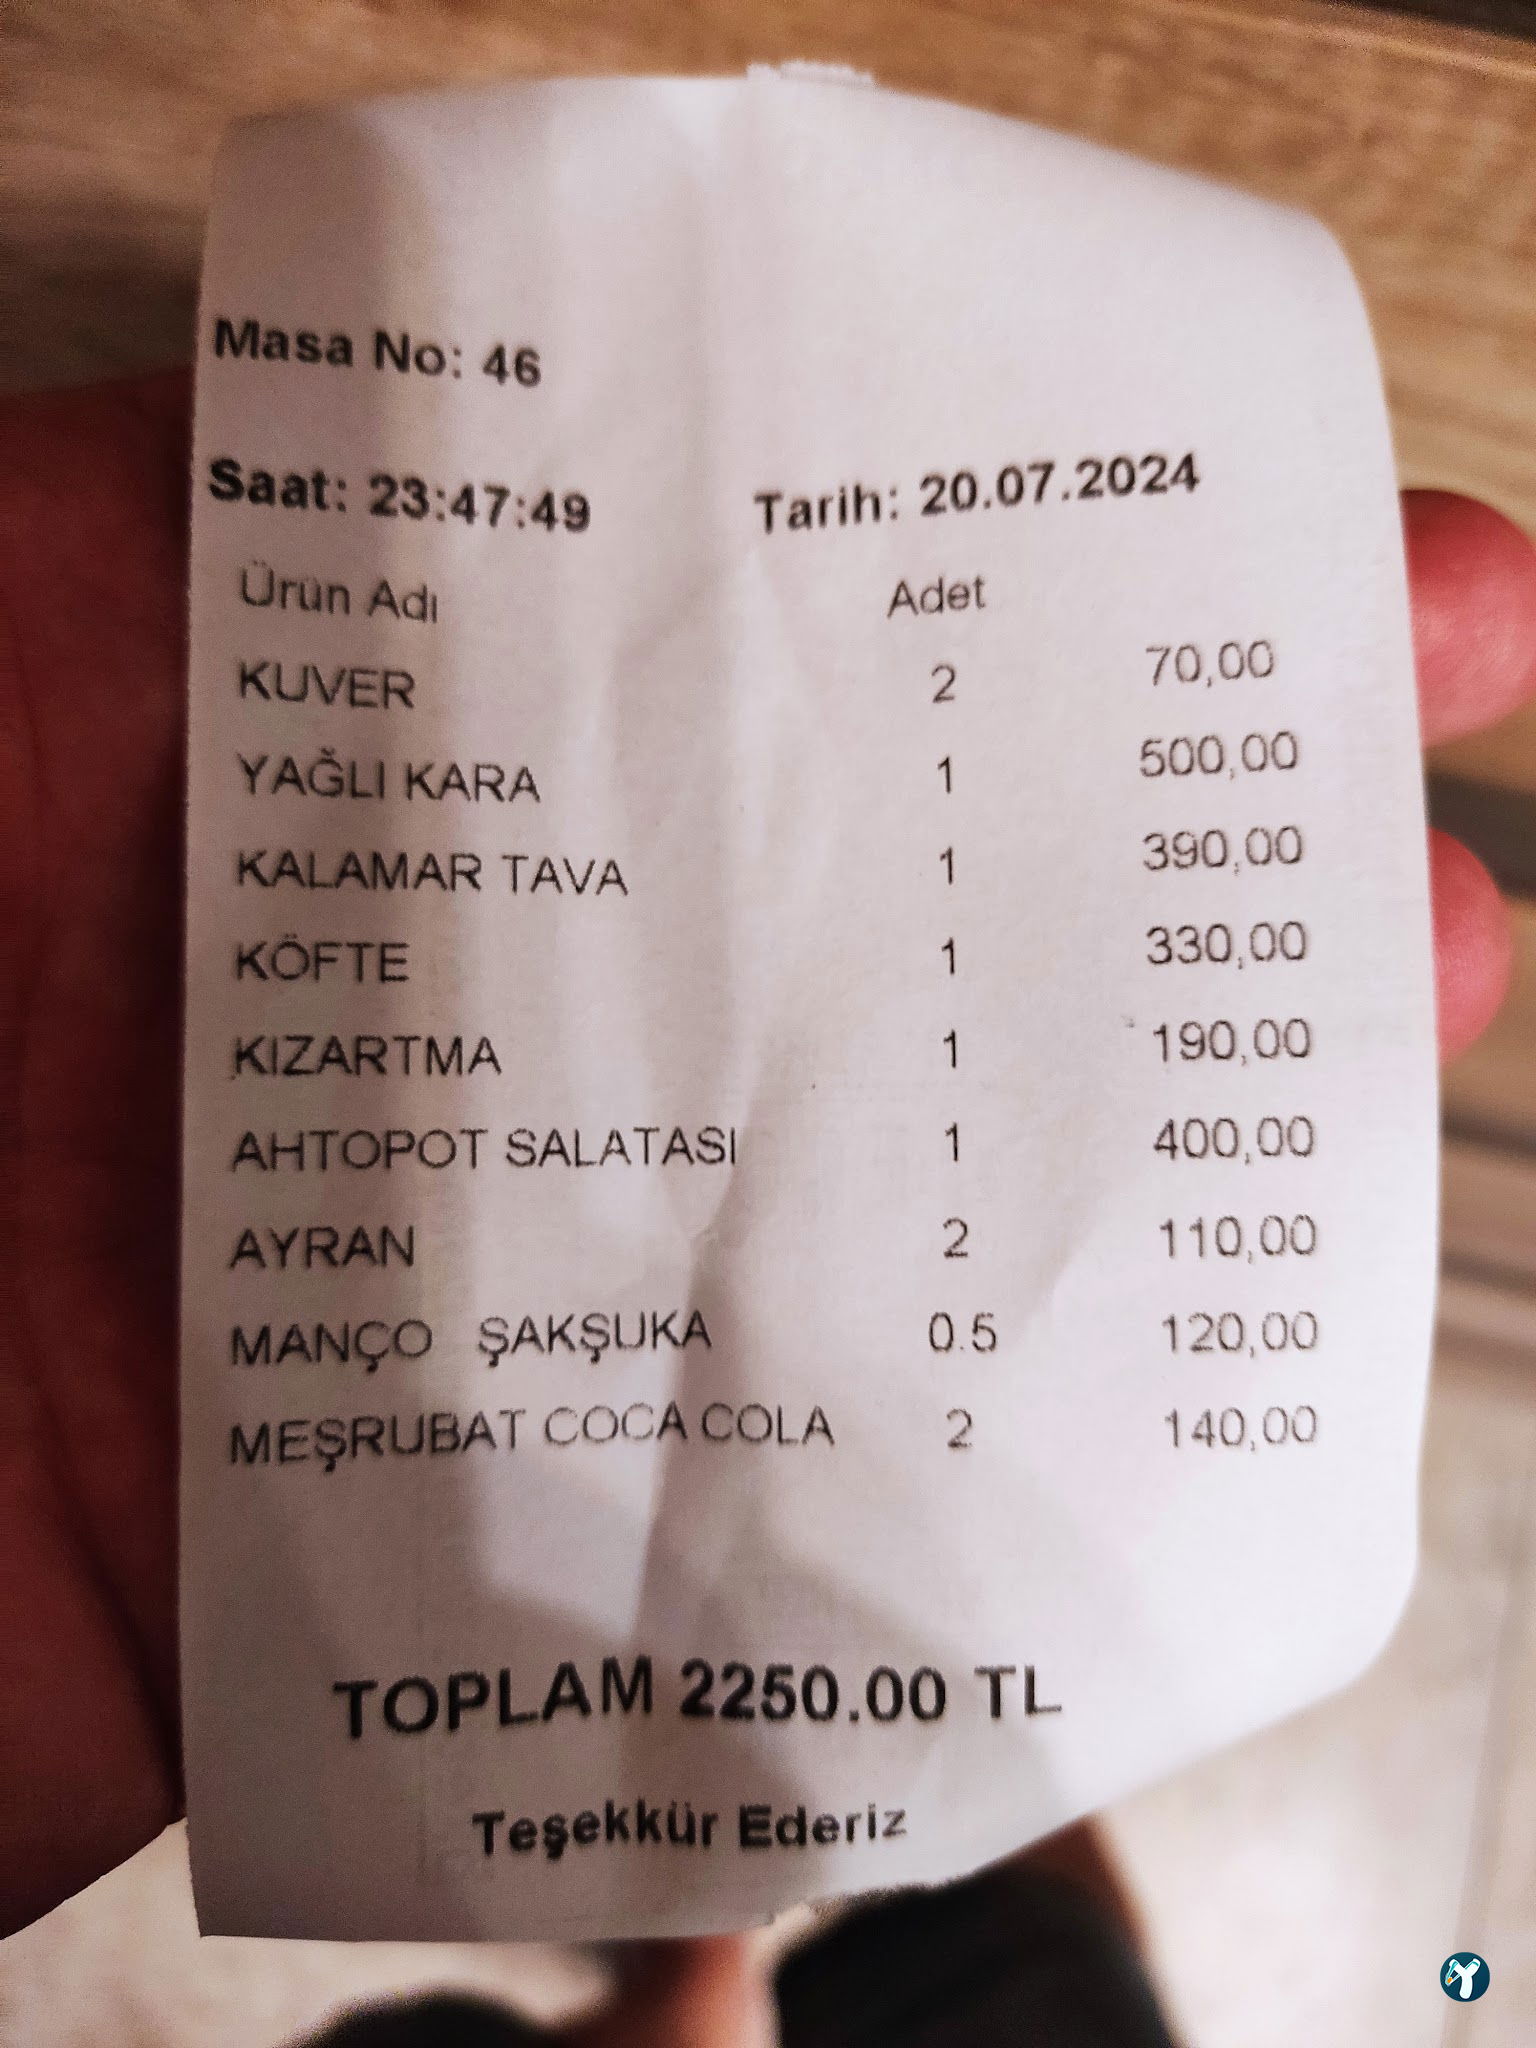 Masa No: 46
Saat: 23:47:49 Tarih: 20.07.2024
Ürün Adı Adet
KUVER 2 70,00
YAĞLI KARA 1 500,00
KALAMAR TAVA 1 390,00
KÖFTE 1 330,00
KIZARTMA 1 190,00
AHTOPOT SALATASI 1 400,00
AYRAN 2 110,00
MANÇO ŞAKŞUKA 0.5 120,00
MEŞRUBAT COCA COLA 2 140,00
TOPLAM 2250.00 TL
Teşekkür Ederiz